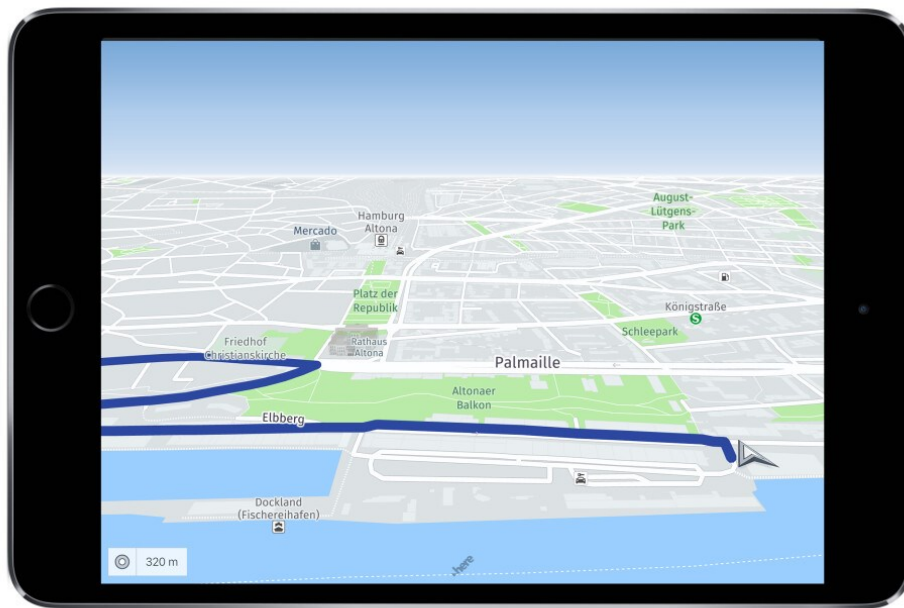 August-
Lütgens-
Park
Hamburg
Altona
Mercado
Platz der
Republik
Königstraße
S
Schleepark
Friedhof
Christianskirche
Rathaus
Altona
Palmaille
Altonaer
Balkon
Elbberg
Dockland
(Fischereihafen)
320 m
here